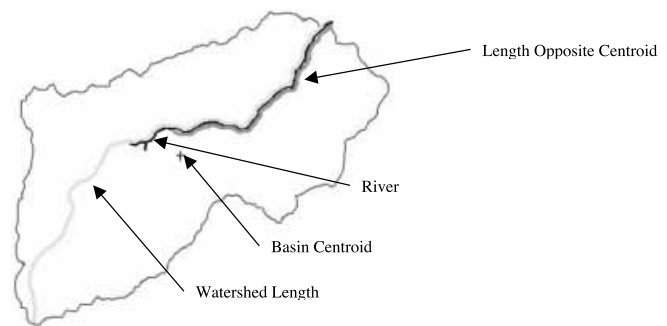 Length Opposite Centroid
River
Basin Centroid
Watershed Length